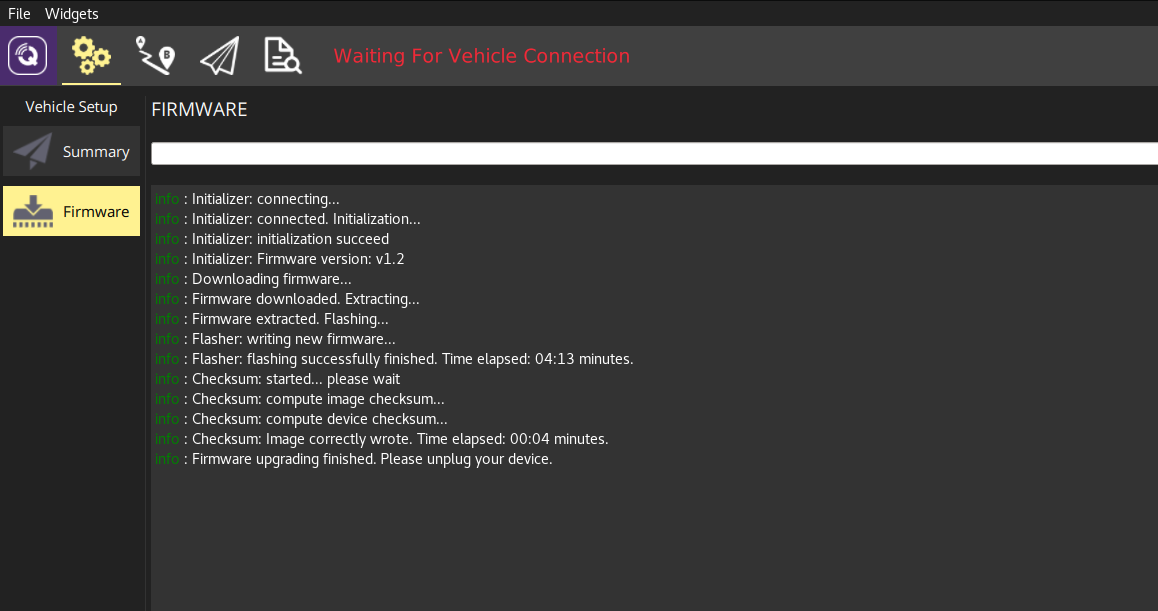 File Widgets
Waiting For Vehicle Connection
Vehicle Setup
Summary
Firmware
FIRMWARE
info : Initializer: connecting...
info : Initializer: connected. Initialization...
info : Initializer: initialization succeed
info : Initializer: Firmware version: v1.2
info : Downloading firmware...
info : Firmware downloaded. Extracting...
info : Firmware extracted. Flashing...
info : Flasher: writing new firmware...
info : Flasher: flashing successfully finished. Time elapsed: 04:13 minutes.
info : Checksum: started... please wait
info : Checksum: compute image checksum...
info : Checksum: compute device checksum...
info : Checksum: Image correctly wrote. Time elapsed: 00:04 minutes.
info : Firmware upgrading finished. Please unplug your device.